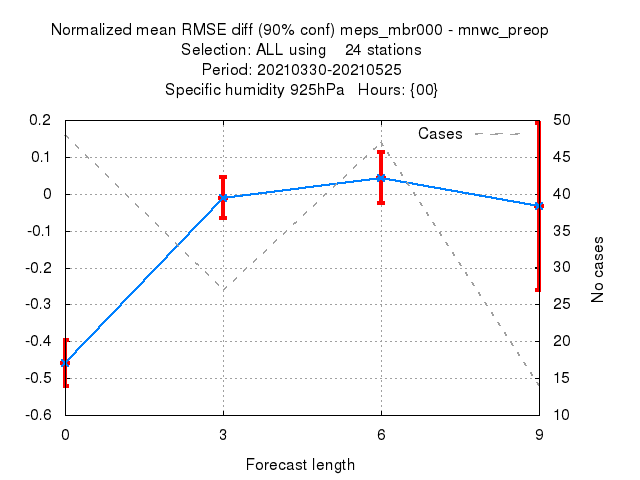 Normalized mean RMSE diff (90% conf) meps_mbr000 - mnwc_preop
Selection: ALL using    24 stations
Period: 20210330-20210525
Specific humidity 925hPa   Hours: {00}
Cases
0.2
0.1
0
-0.1
-0.2
-0.3
-0.4
-0.5
-0.6
50
45
40
35
30
25
20
15
10
No cases
0 3 6 9
Forecast length